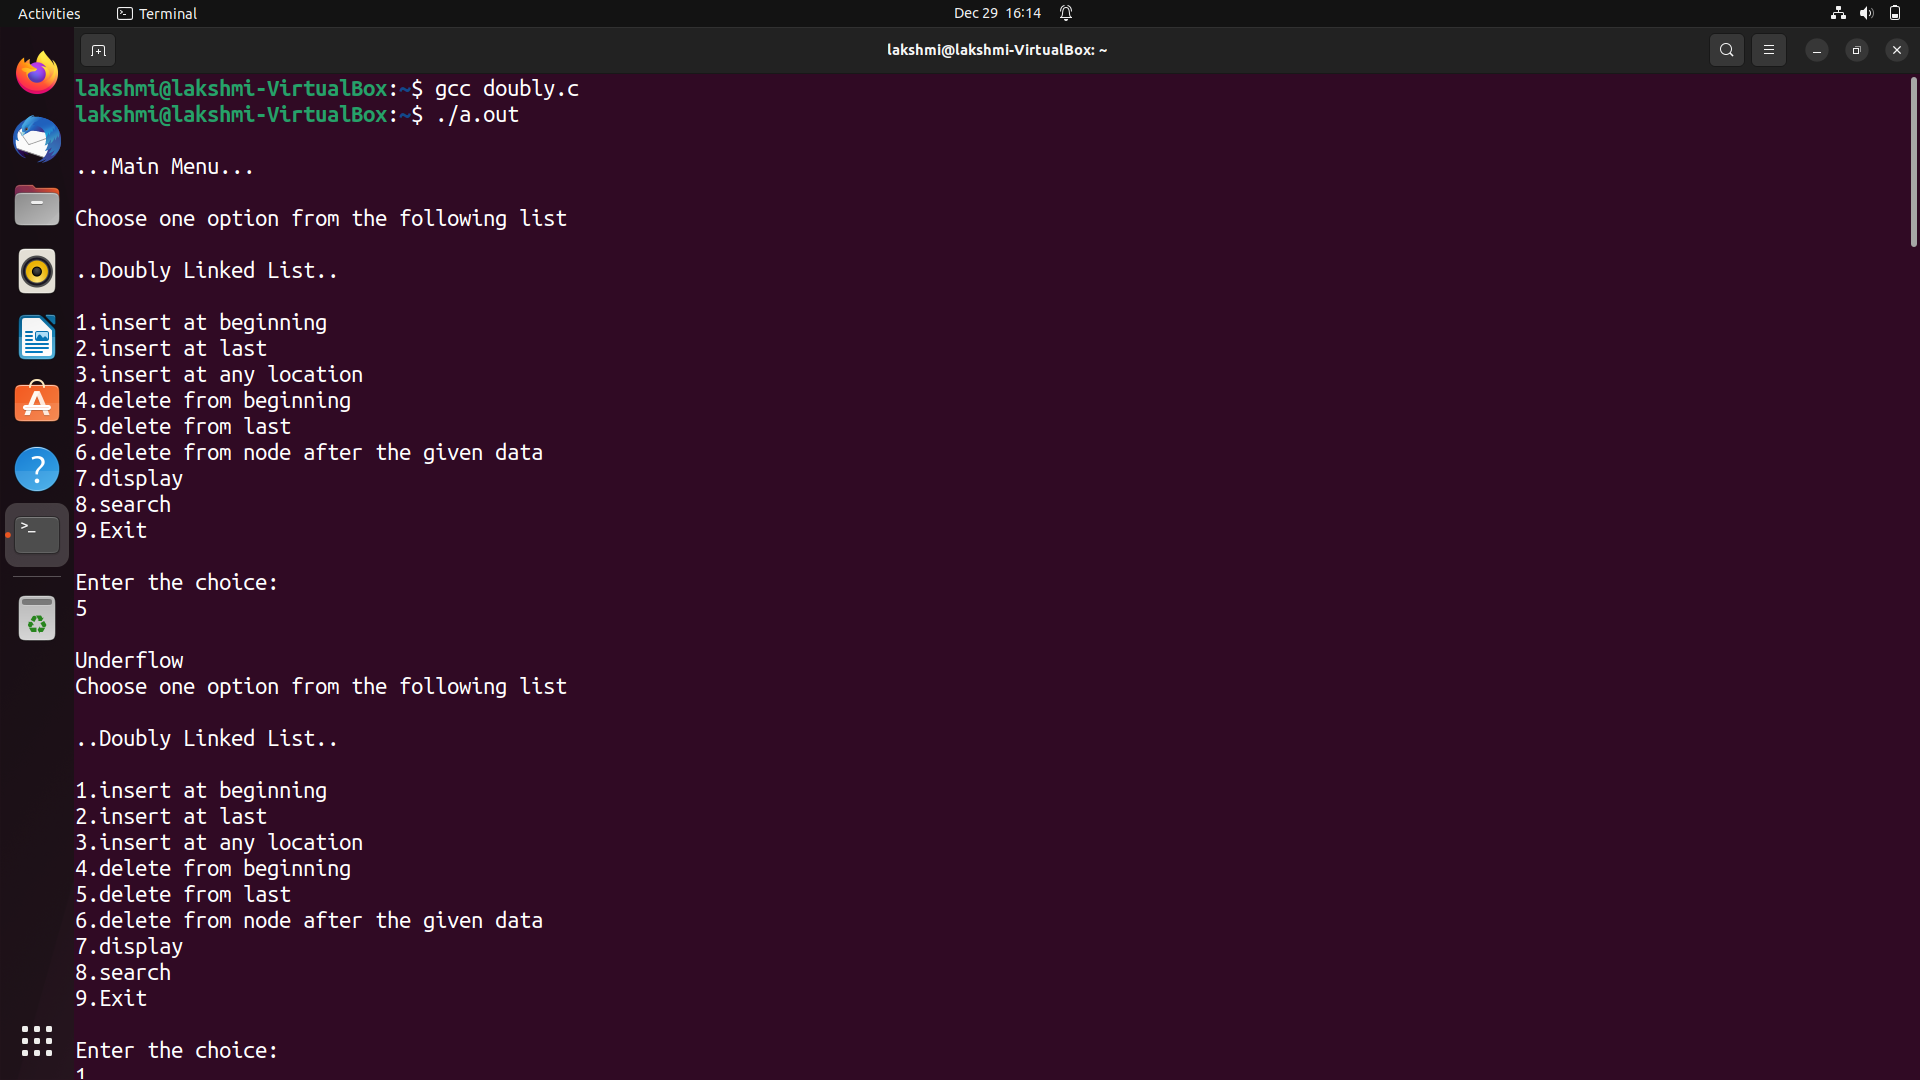 Activities
Terminal
Dec 29 16:14
lakshmi@lakshmi-VirtualBox: ~
lakshmi@lakshmi-VirtualBox:~$ gcc doubly.c
lakshmi@lakshmi-VirtualBox:~$ ./a.out
...Main Menu...
Choose one option from the following list
..Doubly Linked List..
1.insert at beginning
2.insert at last
3.insert at any location
4.delete from beginning
5.delete from last
6.delete from node after the given data
7.display
8.search
9.Exit
Enter the choice:
5
Underflow
Choose one option from the following list
..Doubly Linked List..
1.insert at beginning
2.insert at last
3.insert at any location
4.delete from beginning
5.delete from last
6.delete from node after the given data
7.display
8.search
9.Exit
Enter the choice:
1